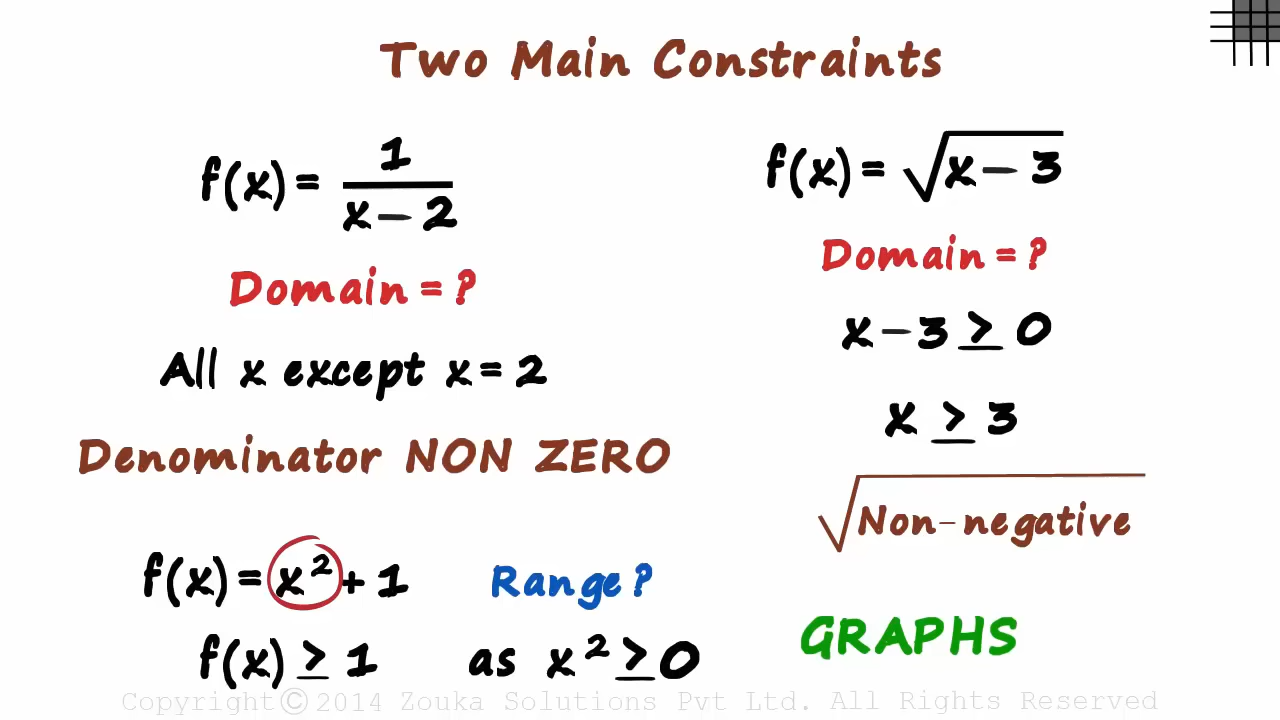 Two Main Constraints
f(x) = 1
x - 2
Domain = ?
All x except x = 2
Denominator NON ZERO
f(x) = √x - 3
Domain = ?
x - 3 ≥ 0
x ≥ 3
√Non-negative
f(x) = x² + 1 Range ?
f(x) ≥ 1 as x² ≥ 0
GRAPHS
Copyright © 2014 Zouka Solutions Pvt Ltd. All Rights Reserved